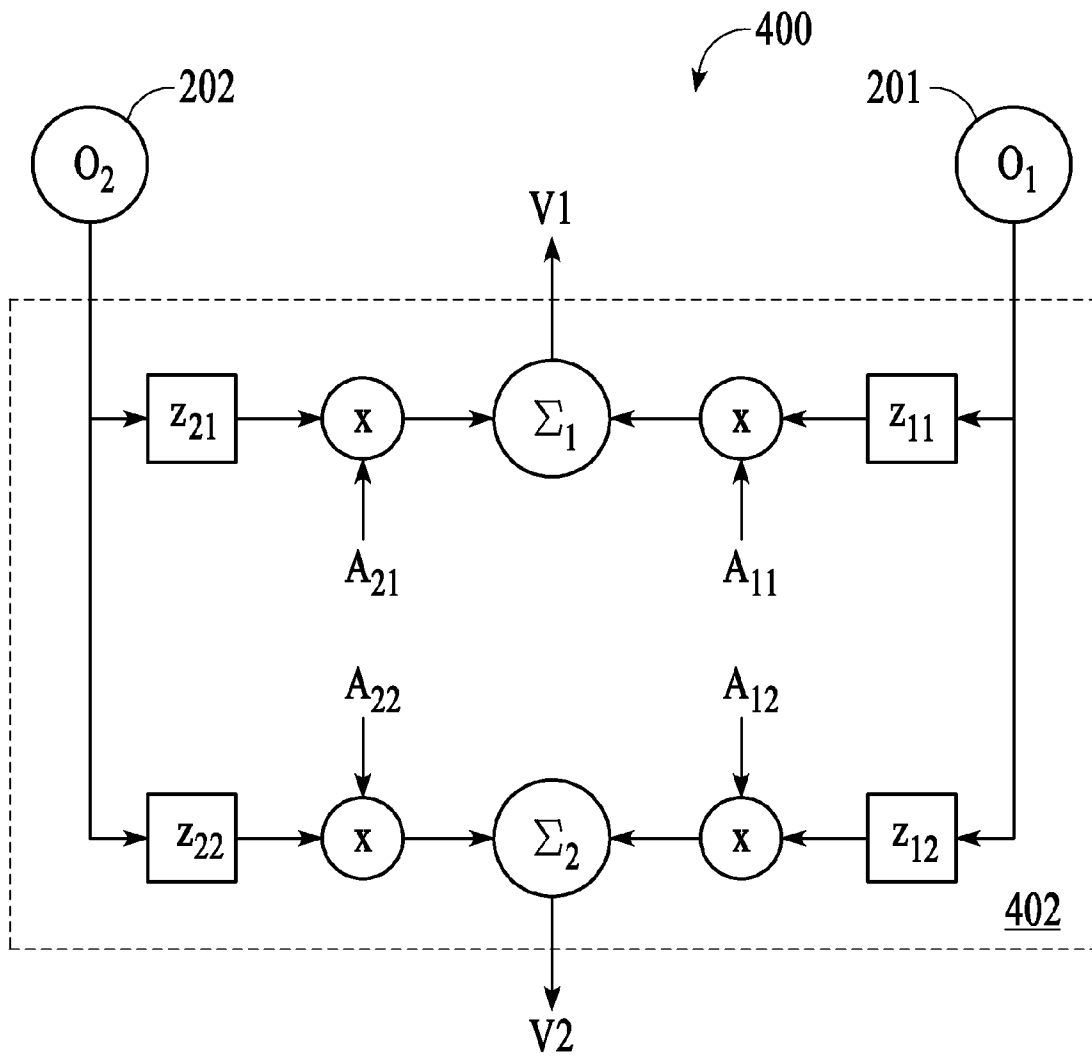 400
202
201
O₂
O₁
V1
z₂₁
x
Σ₁
x
z₁₁
A₂₁
A₁₁
A₂₂
A₁₂
z₂₂
x
Σ₂
x
z₁₂
402
V2